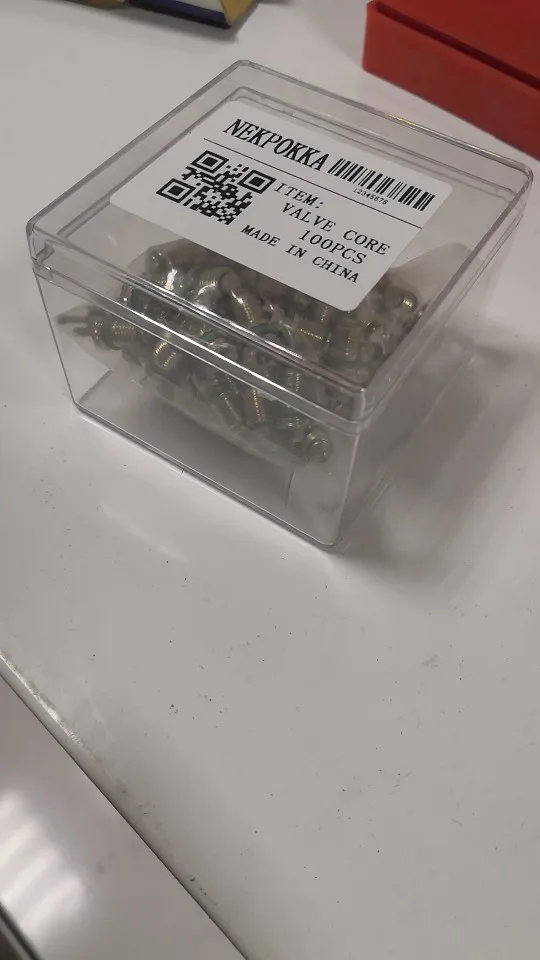 NEKPOKKA
12345678
ITEM:
VALVE CORE
100PCS
MADE IN CHINA